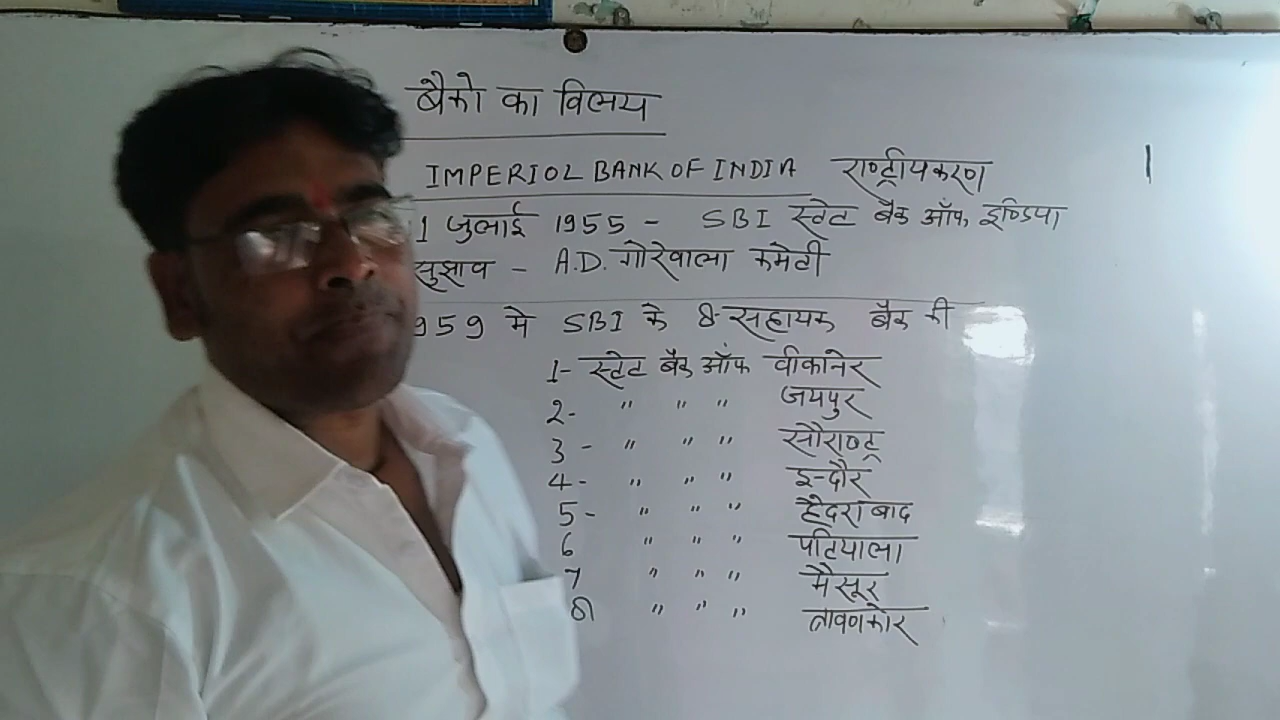 बैंको का विलय
IMPERIOL BANK OF INDIA राष्ट्रीयकरण
1 जुलाई 1955 - SBI स्टेट बैंक ऑफ इण्डिया
सुझाव - A.D. गोरेवाला कमेटी
959 मे SBI के 8 सहायक बैंक की
1- स्टेट बैंक ऑफ बीकानेर
2- " " " जयपुर
3- " " " सौराष्ट्र
4- " " " इन्दौर
5- " " " हैदराबाद
6 " " " पटियाला
7 " " " मैसूर
8 " " " त्रावणकोर